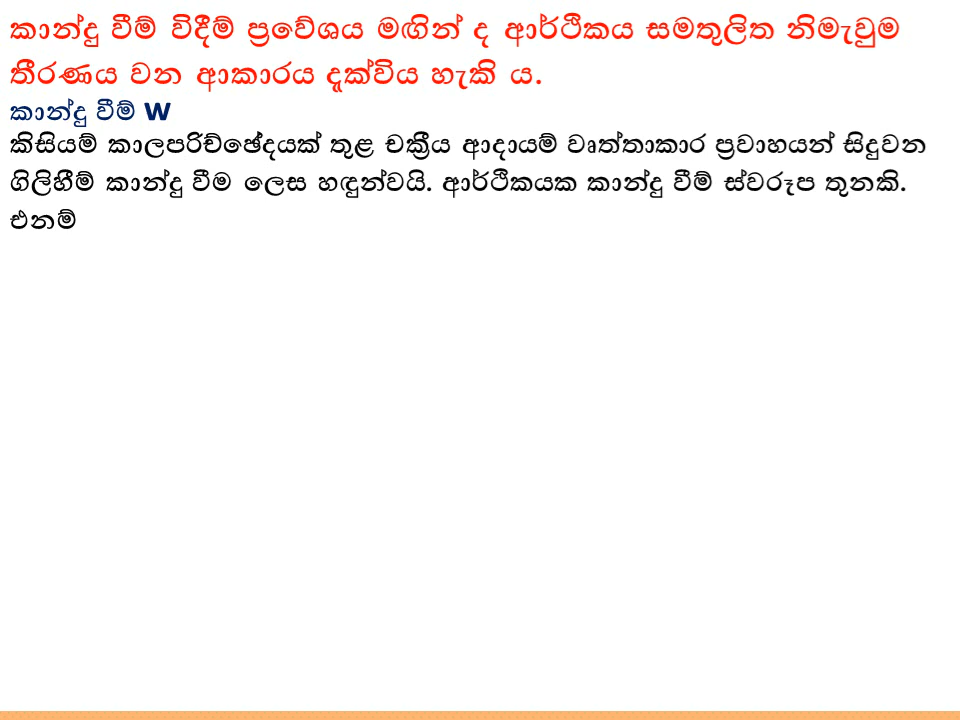 කාන්දු වීම් විදීම් ප්‍රවේශය මඟින් ද ආර්ථිකය සමතුලිත නිමැවුම
තීරණය වන ආකාරය දැක්විය හැකි ය.
කාන්දු වීම් W
කිසියම් කාලපරිච්ඡේදයක් තුළ චක්‍රීය ආදායම් වෘත්තාකාර ප්‍රවාහයන් සිදුවන
ගිලිහීම් කාන්දු වීම ලෙස හඳුන්වයි. ආර්ථිකයක කාන්දු වීම් ස්වරූප තුනකි.
එනම්